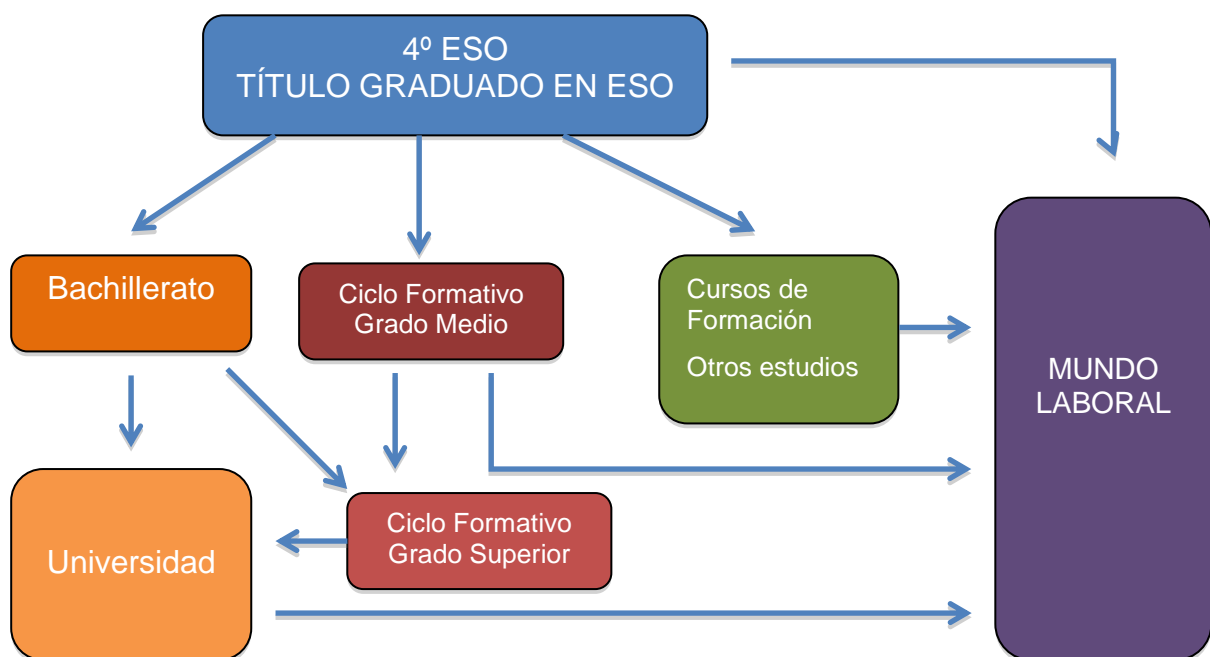 4º ESO
TÍTULO GRADUADO EN ESO
Bachillerato
Ciclo Formativo
Grado Medio
Cursos de
Formación
Otros estudios
MUNDO
LABORAL
Universidad
Ciclo Formativo
Grado Superior